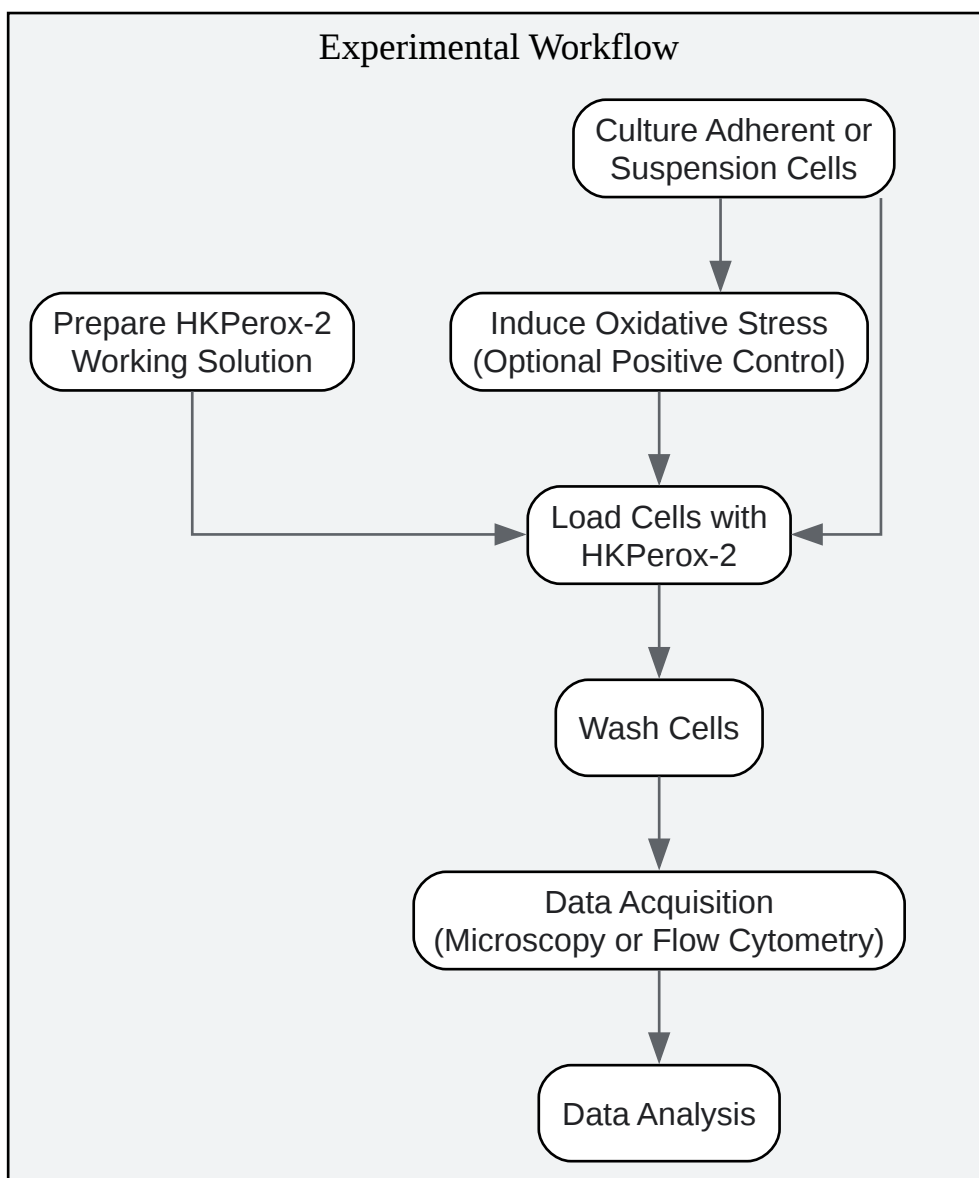 Experimental Workflow
Culture Adherent or
Suspension Cells
Prepare HKPerox-2
Working Solution
Induce Oxidative Stress
(Optional Positive Control)
Load Cells with
HKPerox-2
Wash Cells
Data Acquisition
(Microscopy or Flow Cytometry)
Data Analysis